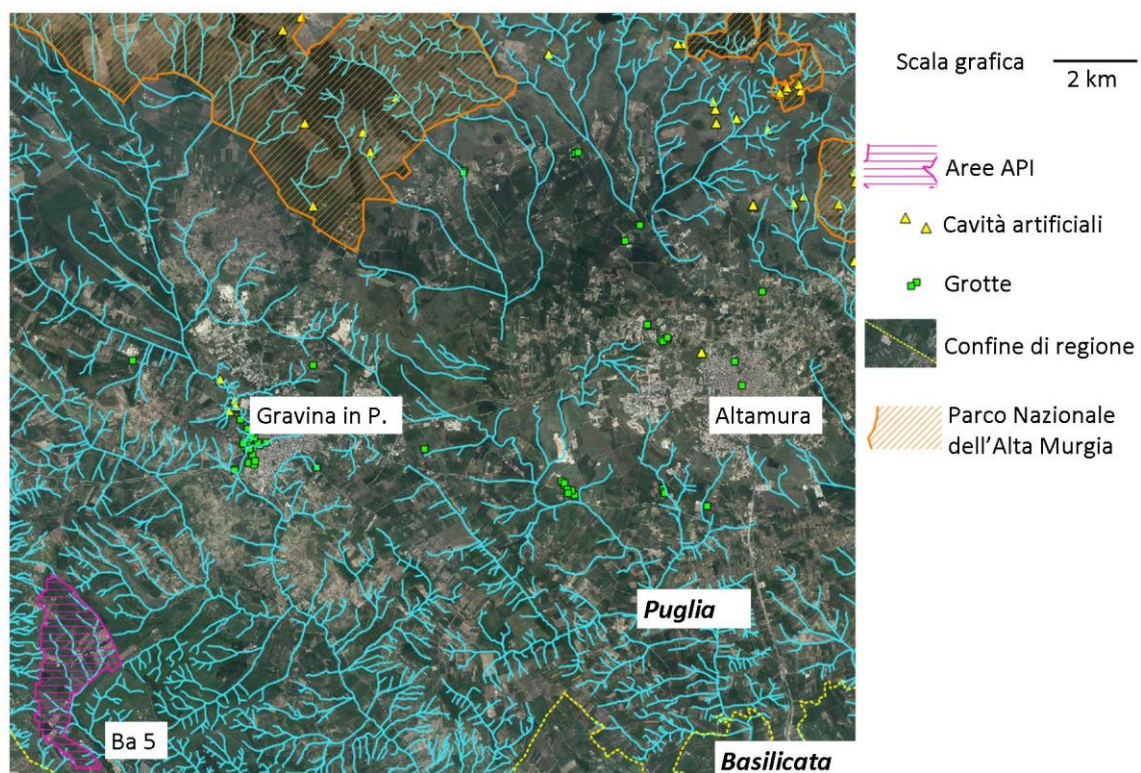 Scala grafica
2 km
Aree API
Cavità artificiali
Grotte
Confine di regione
Parco Nazionale
dell'Alta Murgia
Gravina in P.
Altamura
Puglia
Ba 5
Basilicata